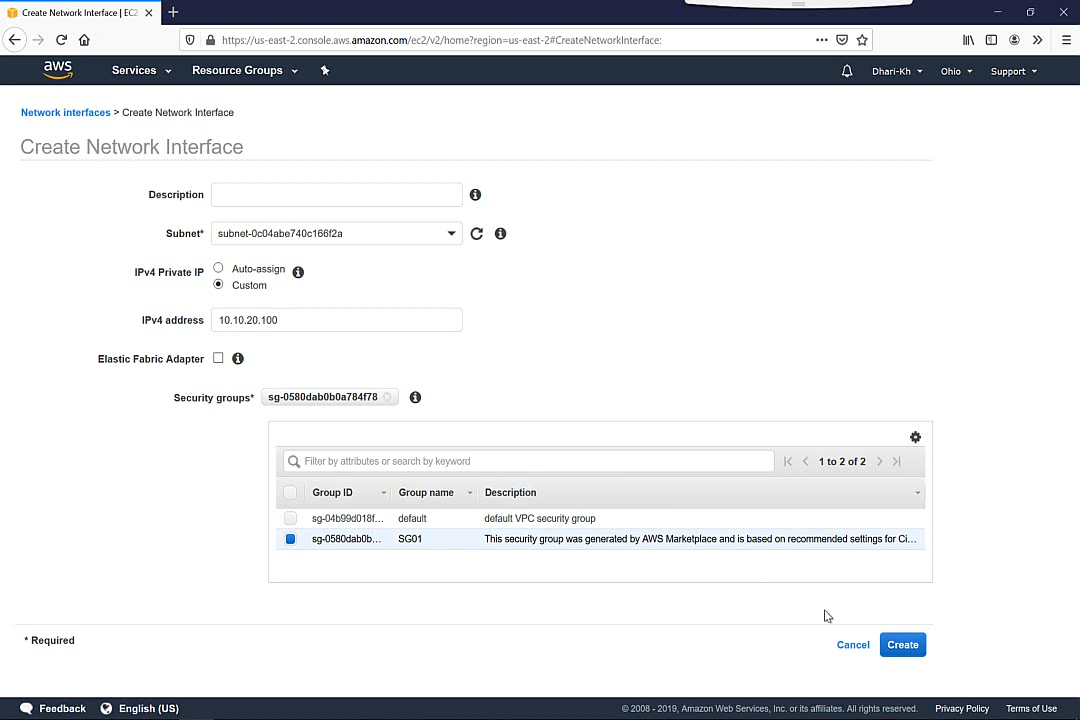 Create Network Interface | EC2
https://us-east-2.console.aws.amazon.com/ec2/v2/home?region=us-east-2#CreateNetworkInterface:
aws Services Resource Groups Dhari-Kh Ohio Support
Network interfaces > Create Network Interface
Create Network Interface
Description
Subnet* subnet-0c04abe740c166f2a
IPv4 Private IP Auto-assign
Custom
IPv4 address 10.10.20.100
Elastic Fabric Adapter
Security groups* sg-0580dab0b0a784f78
Filter by attributes or search by keyword 1 to 2 of 2
Group ID Group name Description
sg-04b99d018f... default default VPC security group
sg-0580dab0b... SG01 This security group was generated by AWS Marketplace and is based on recommended settings for Ci...
* Required
Cancel Create
Feedback English (US) © 2008 - 2019, Amazon Web Services, Inc. or its affiliates. All rights reserved. Privacy Policy Terms of Use